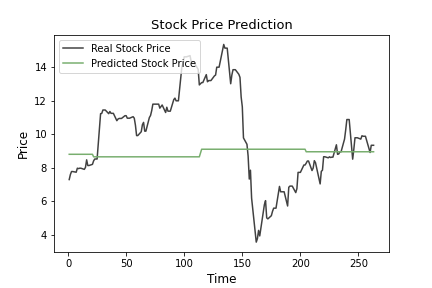 Stock Price Prediction
Real Stock Price
Predicted Stock Price
14
12
10
8
6
4
Price
0 50 100 150 200 250
Time